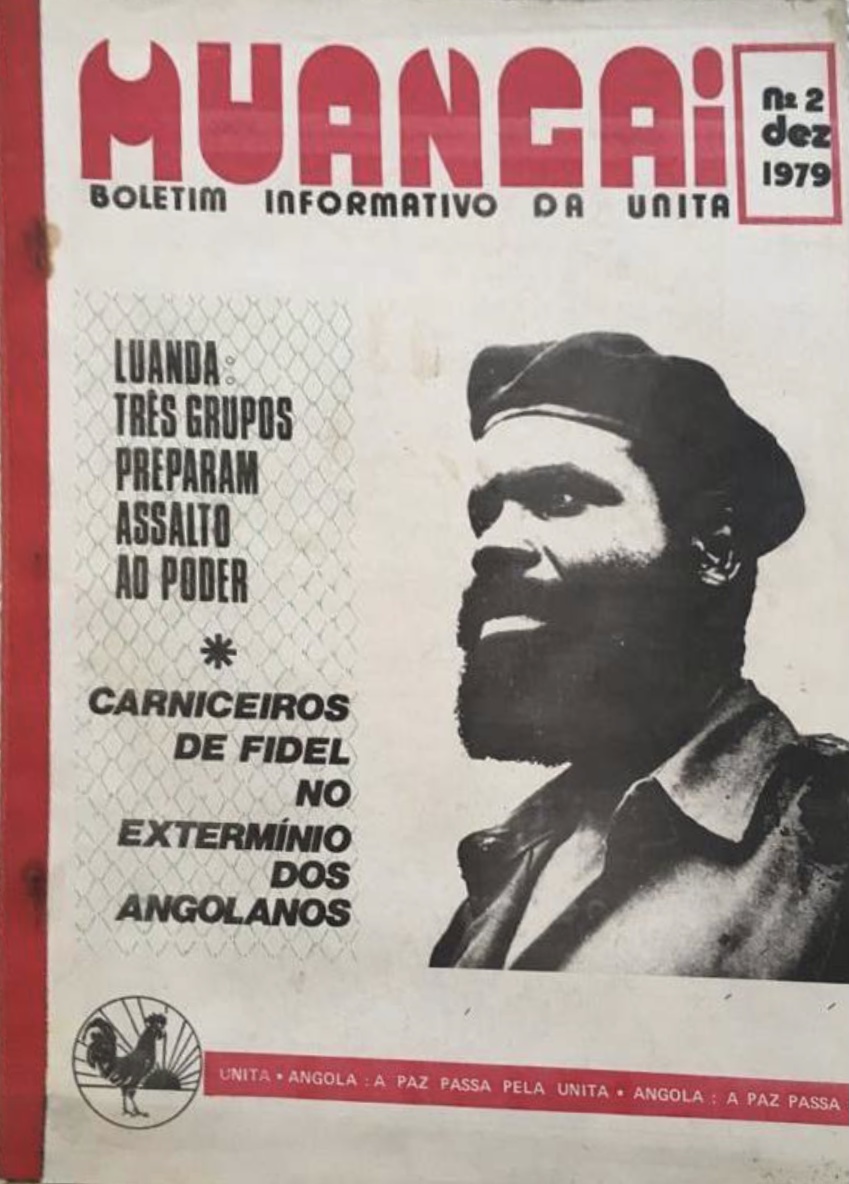 MUANGAi
BOLETIM INFORMATIVO DA UNITA
nº 2
dez
1979
LUANDA:
TRÊS GRUPOS
PREPARAM
ASSALTO
AO PODER
*
CARNICEIROS
DE FIDEL
NO
EXTERMÍNIO
DOS
ANGOLANOS
UNITA • ANGOLA : A PAZ PASSA PELA UNITA • ANGOLA : A PAZ PASSA